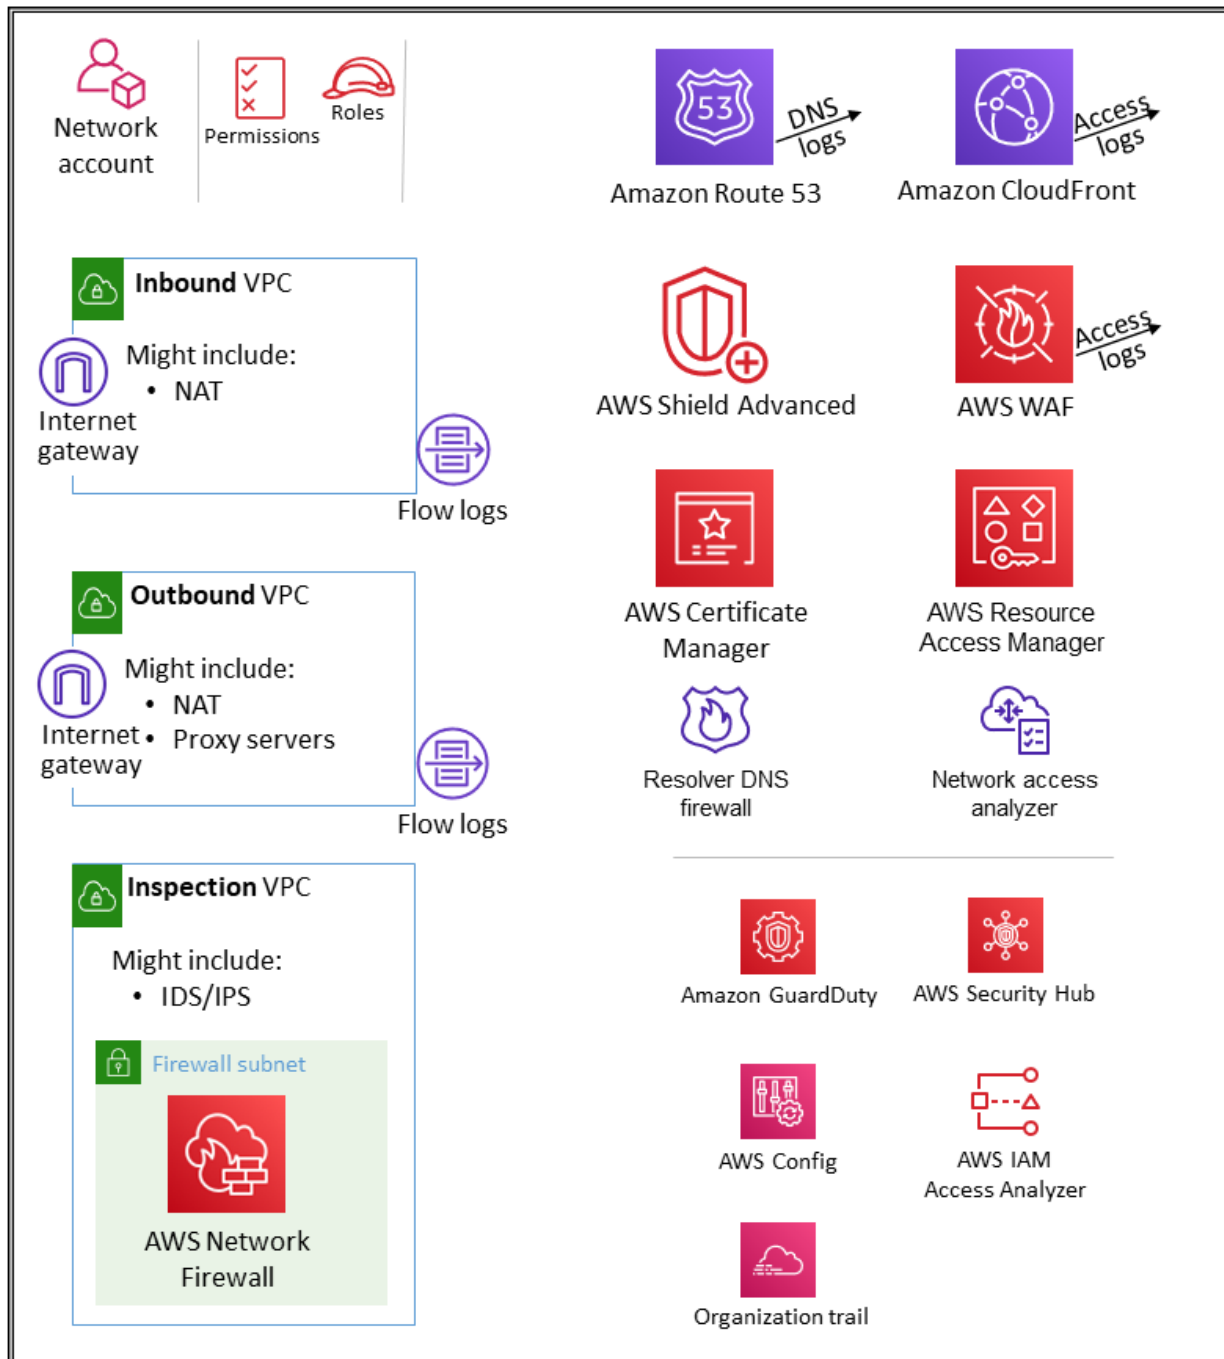 Network
account
Permissions
Roles
53
DNS
logs
Amazon Route 53
Access
logs
Amazon CloudFront
Inbound VPC
Might include:
• NAT
Internet
gateway
Flow logs
AWS Shield Advanced
Access
logs
AWS WAF
AWS Certificate
Manager
AWS Resource
Access Manager
Outbound VPC
Might include:
• NAT
• Proxy servers
Internet
gateway
Flow logs
Resolver DNS
firewall
Network access
analyzer
Inspection VPC
Might include:
• IDS/IPS
Firewall subnet
AWS Network
Firewall
Amazon GuardDuty
AWS Security Hub
AWS Config
AWS IAM
Access Analyzer
Organization trail